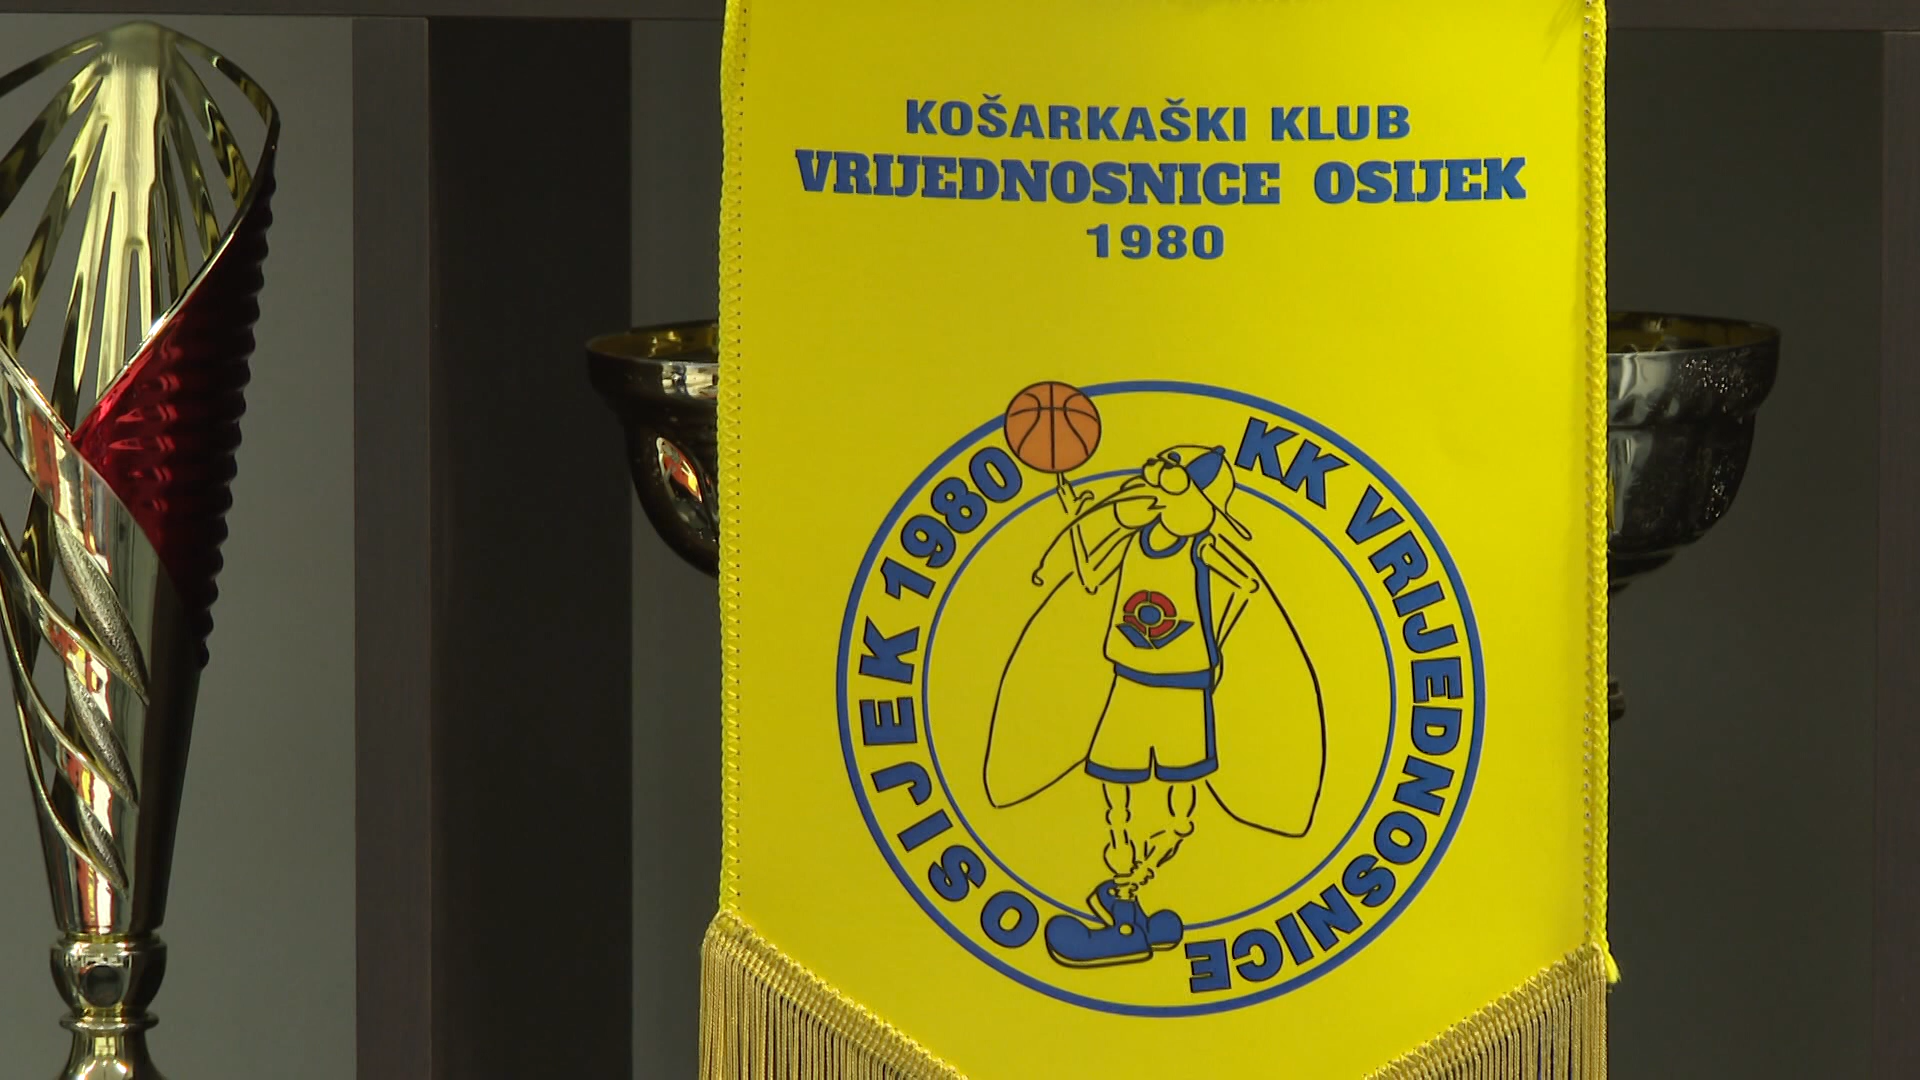 KOŠARKAŠKI KLUB
VRIJEDNOSNICE OSIJEK
1980
KK VRIJEDNOSNICE
OSIJEK 1980